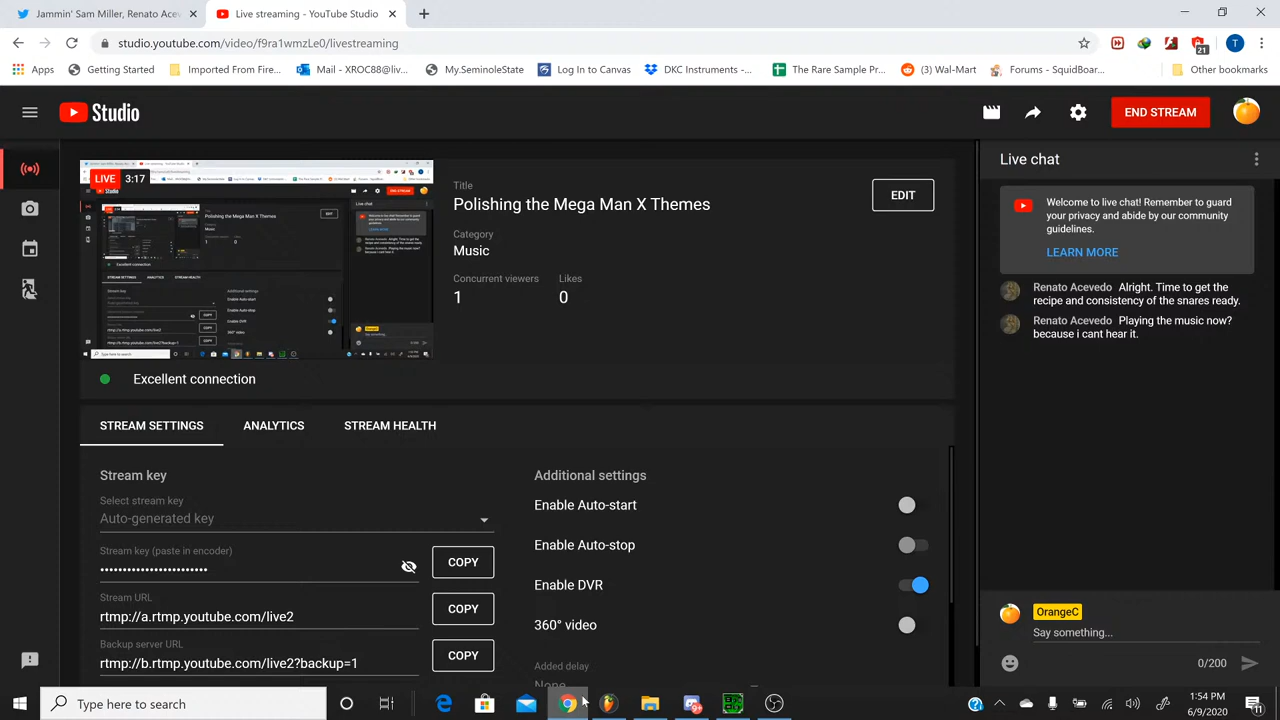 Jammin' Sam Miller, Renato Acev
Live streaming - YouTube Studio
studio.youtube.com/video/f9ra1wmzLe0/livestreaming
21
T
Apps
Getting Started
Imported From Fire...
Mail - XROC88@liv...
My.SeminoleState
Log In to Canvas
DKC Instruments -...
The Rare Sample Pr...
(3) Wal-Mart
Forums - SquidBoar...
Other bookmarks
Studio
END STREAM
LIVE 3:17
Title
Polishing the Mega Man X Themes
EDIT
Category
Music
Concurrent viewers
Likes
1
0
Excellent connection
STREAM SETTINGS
ANALYTICS
STREAM HEALTH
Stream key
Select stream key
Auto-generated key
Stream key (paste in encoder)
COPY
Stream URL
rtmp://a.rtmp.youtube.com/live2
COPY
Backup server URL
rtmp://b.rtmp.youtube.com/live2?backup=1
COPY
Additional settings
Enable Auto-start
Enable Auto-stop
Enable DVR
360° video
Added delay
None
Live chat
Welcome to live chat! Remember to guard
your privacy and abide by our community
guidelines.
LEARN MORE
Renato Acevedo Alright. Time to get the
recipe and consistency of the snares ready.
Renato Acevedo Playing the music now?
because i cant hear it.
OrangeC
Say something...
0/200
Type here to search
1:54 PM
6/9/2020